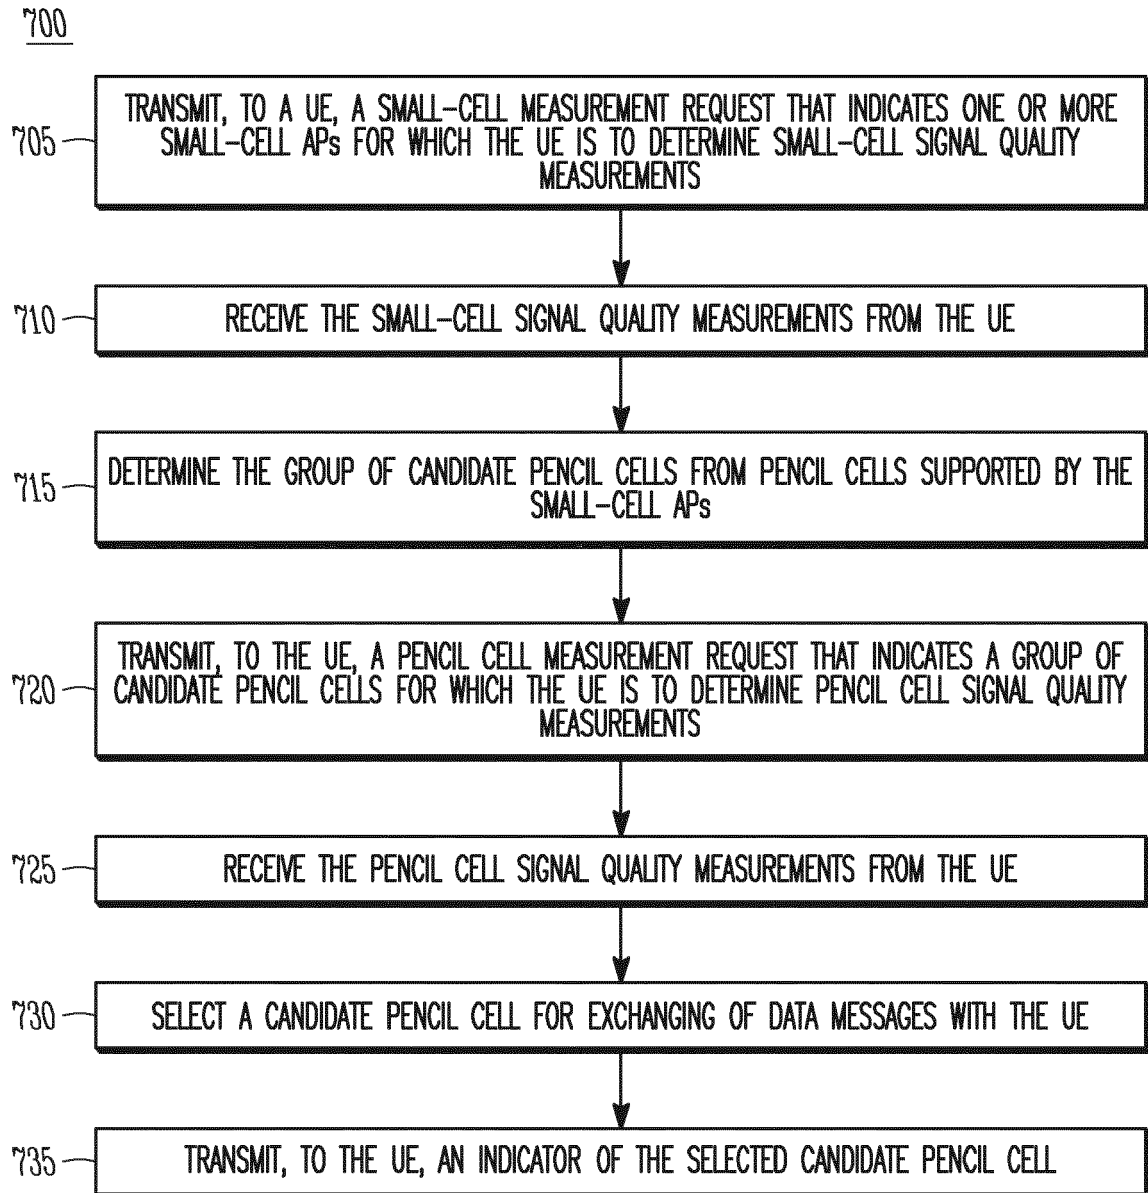 700
705
TRANSMIT, TO A UE, A SMALL-CELL MEASUREMENT REQUEST THAT INDICATES ONE OR MORE
SMALL-CELL APs FOR WHICH THE UE IS TO DETERMINE SMALL-CELL SIGNAL QUALITY
MEASUREMENTS
710
RECEIVE THE SMALL-CELL SIGNAL QUALITY MEASUREMENTS FROM THE UE
715
DETERMINE THE GROUP OF CANDIDATE PENCIL CELLS FROM PENCIL CELLS SUPPORTED BY THE
SMALL-CELL APs
720
TRANSMIT, TO THE UE, A PENCIL CELL MEASUREMENT REQUEST THAT INDICATES A GROUP OF
CANDIDATE PENCIL CELLS FOR WHICH THE UE IS TO DETERMINE PENCIL CELL SIGNAL QUALITY
MEASUREMENTS
725
RECEIVE THE PENCIL CELL SIGNAL QUALITY MEASUREMENTS FROM THE UE
730
SELECT A CANDIDATE PENCIL CELL FOR EXCHANGING OF DATA MESSAGES WITH THE UE
735
TRANSMIT, TO THE UE, AN INDICATOR OF THE SELECTED CANDIDATE PENCIL CELL